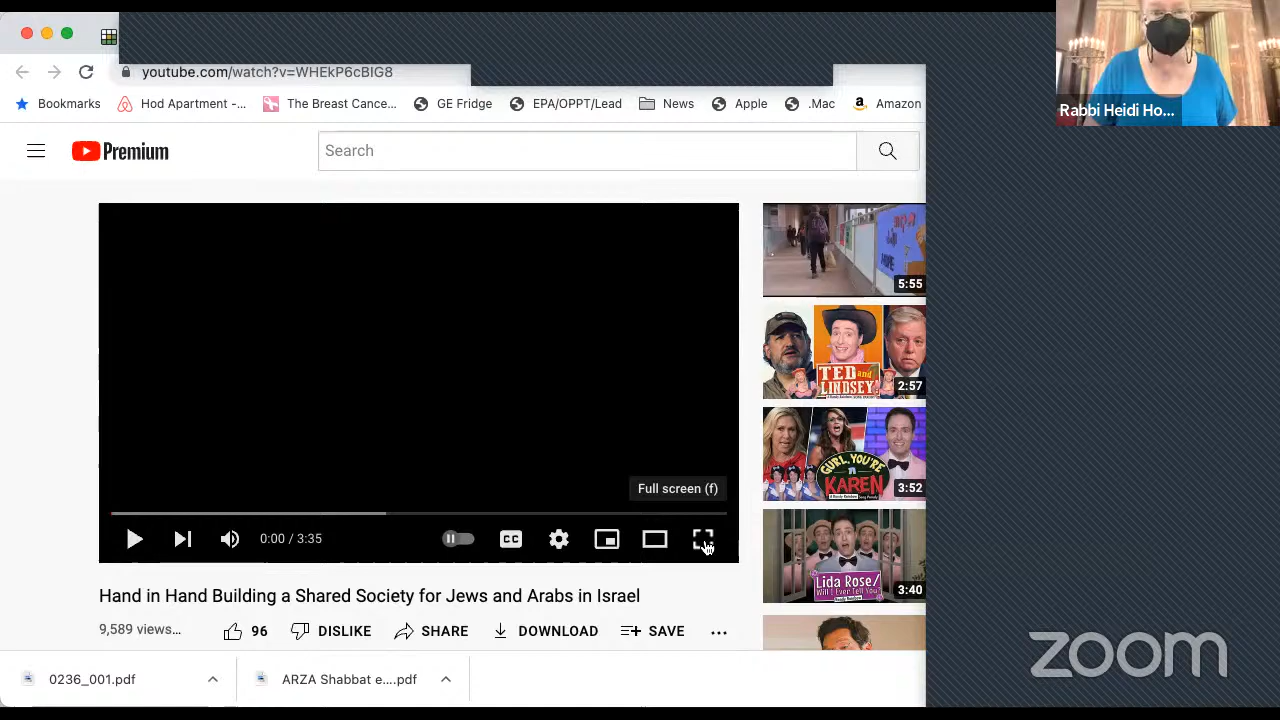 youtube.com/watch?v=WHEkP6cBIG8
Bookmarks
Hod Apartment -...
The Breast Cance...
GE Fridge
EPA/OPPT/Lead
News
Apple
.Mac
Amazon
Rabbi Heidi Ho...
Premium
Search
5:55
TED and
LINDSEY
2:57
GURL, YOU'RE
A
KAREN
3:52
Full screen (f)
CC
0:00 / 3:35
Lida Rose/
Will I Ever Tell You
3:40
Hand in Hand Building a Shared Society for Jews and Arabs in Israel
9,589 views...
96
DISLIKE
SHARE
DOWNLOAD
SAVE
...
zoom
0236_001.pdf
ARZA Shabbat e....pdf